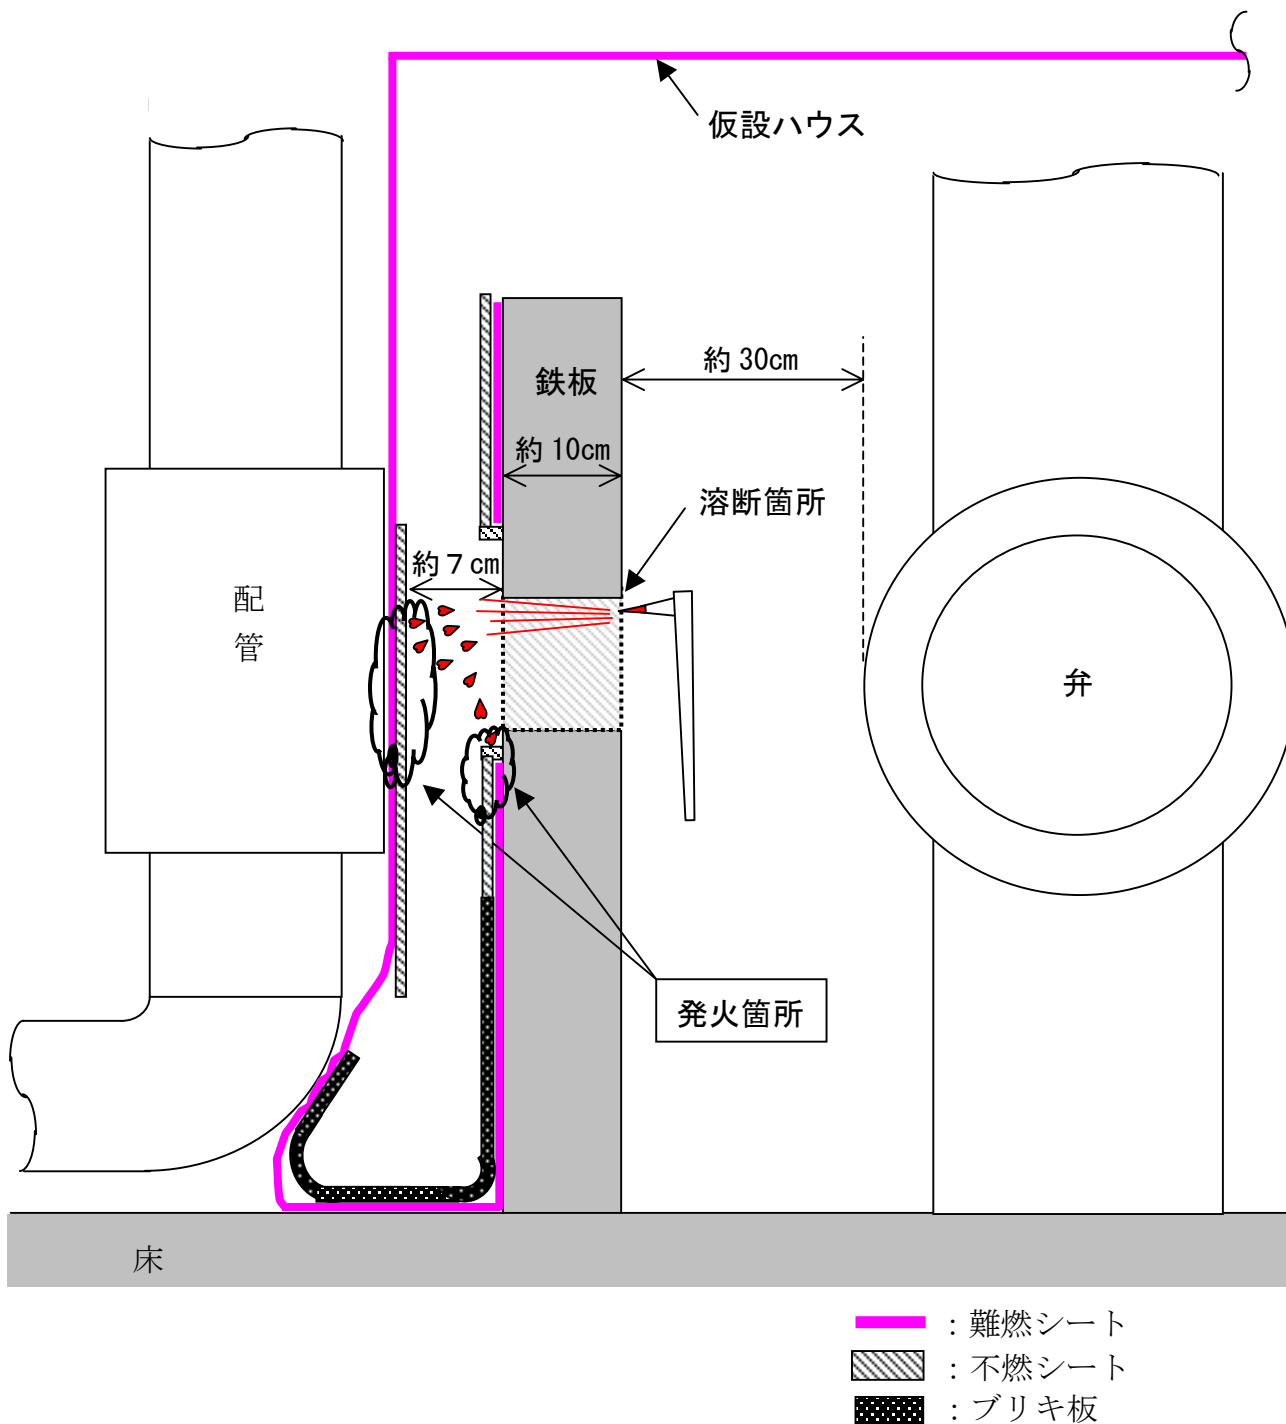 仮設ハウス
約 30cm
鉄板
約 10cm
溶断箇所
約 7 cm
配
管
弁
発火箇所
床
：難燃シート
：不燃シート
：ブリキ板